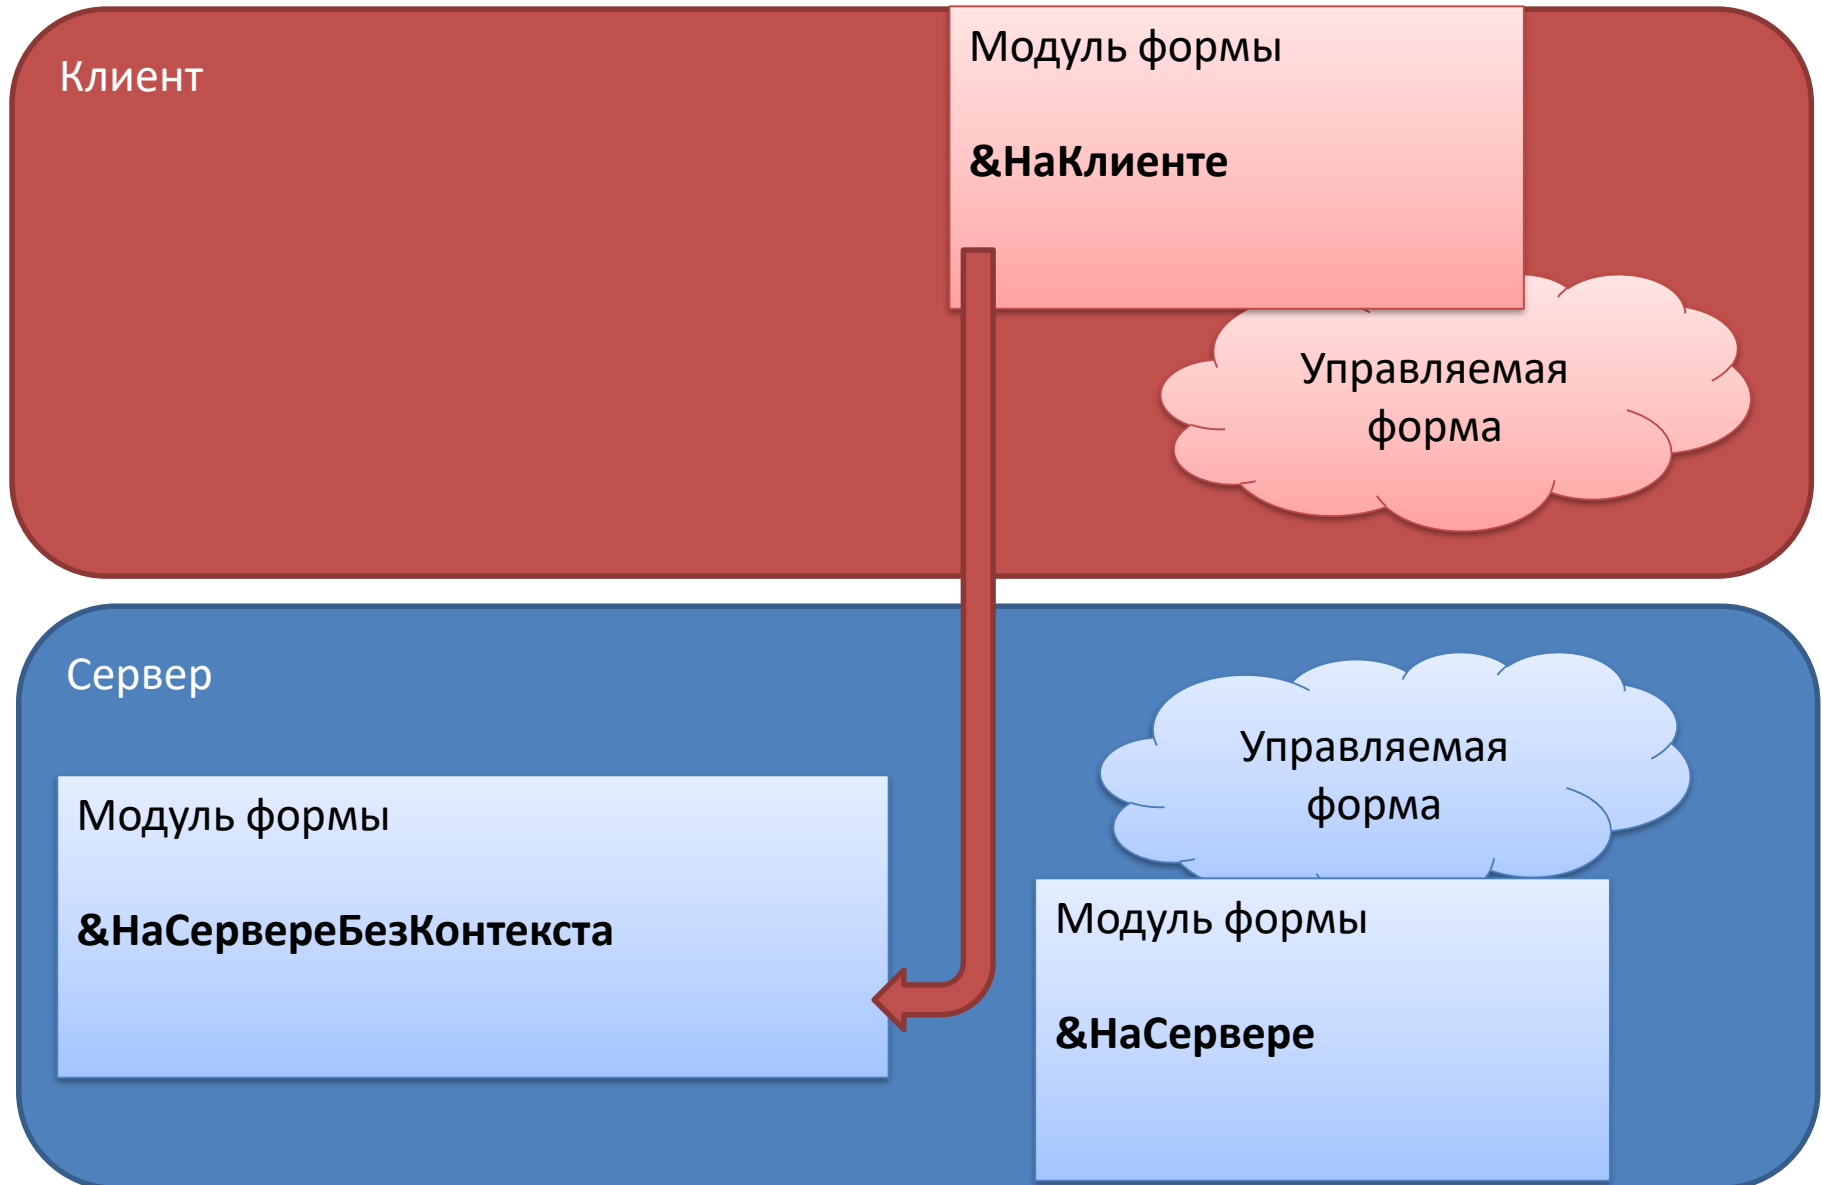 Клиент
Модуль формы
&НаКлиенте
Управляемая
форма
Сервер
Модуль формы
&НаСервереБезКонтекста
Управляемая
форма
Модуль формы
&НаСервере